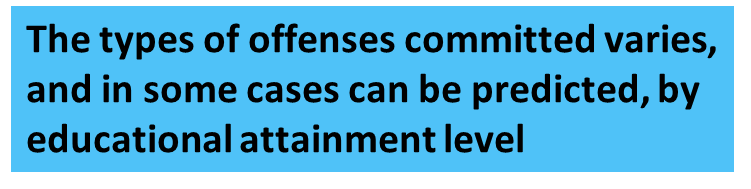 The types of offenses committed varies,
and in some cases can be predicted, by
educational attainment level